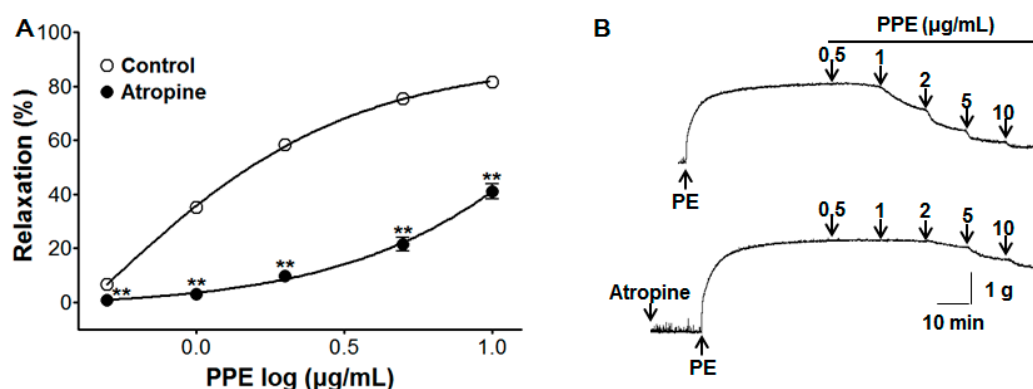 A
100
80
60
40
20
0
Relaxation (%)
Control
Atropine
**
**
**
**
**
0.0
0.5
1.0
PPE log (µg/mL)
B
PPE (µg/mL)
0.5
1
2
5
10
PE
0.5
1
2
5
10
Atropine
PE
1 g
10 min